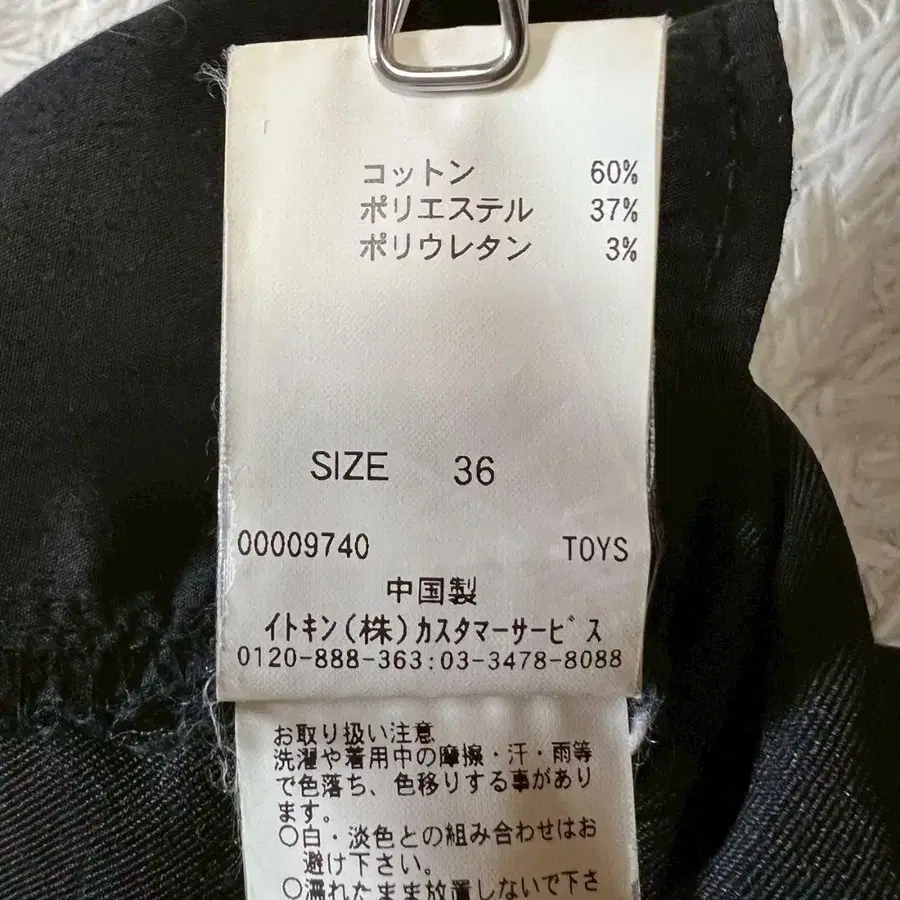 コットン 60%
ポリエステル 37%
ポリウレタン 3%
SIZE 36
00009740 TOYS
中国製
イトキン(株)カスタマーサービス
0120-888-363:03-3478-8088
お取り扱い注意
洗濯や着用中の摩擦・汗・雨等
で色落ち、色移りする事があり
ます。
○白・淡色との組み合わせはお
避け下さい。
○濡れたまま放置しないで下さ